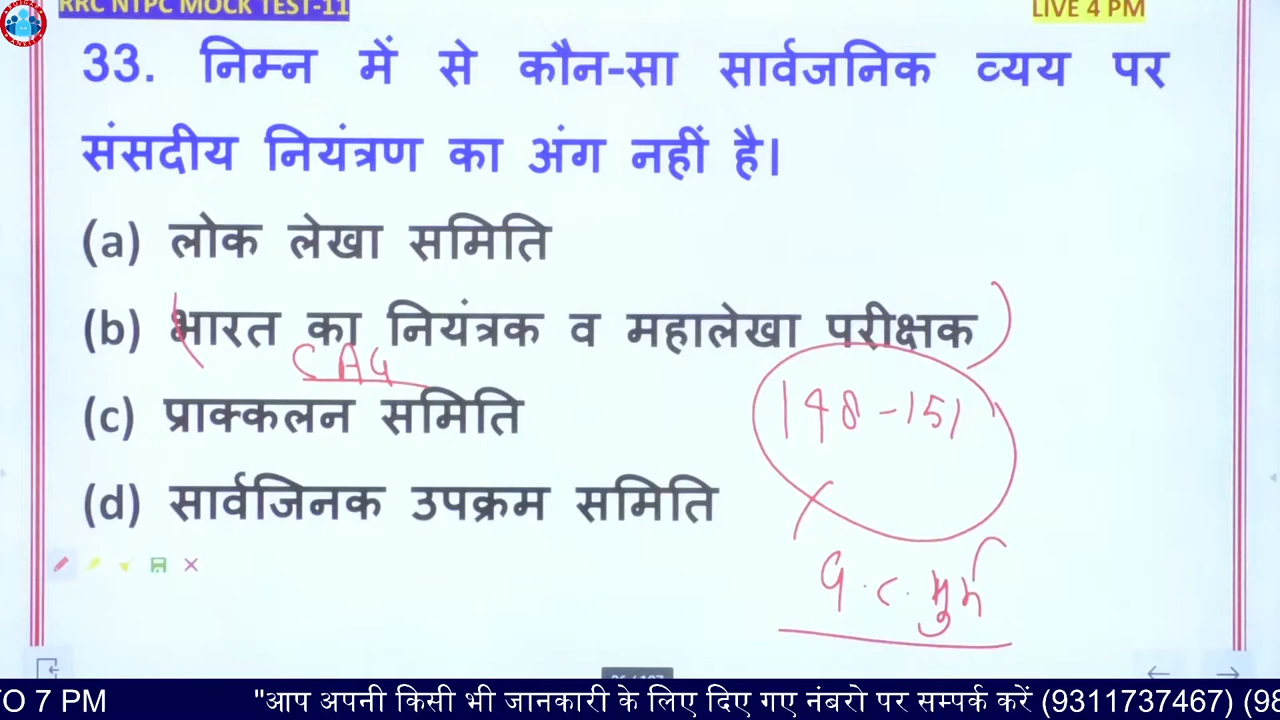 RRC NTPC MOCK TEST-11
LIVE 4 PM
33. निम्न में से कौन-सा सार्वजनिक व्यय पर
संसदीय नियंत्रण का अंग नहीं है।
(a) लोक लेखा समिति
(b) भारत का नियंत्रक व महालेखा परीक्षक
CAG
(c) प्राक्कलन समिति
148-151
(d) सार्वजिनक उपक्रम समिति
G.C. मुर्मू
TO 7 PM "आप अपनी किसी भी जानकारी के लिए दिए गए नंबरो पर सम्पर्क करें (9311737467) (98